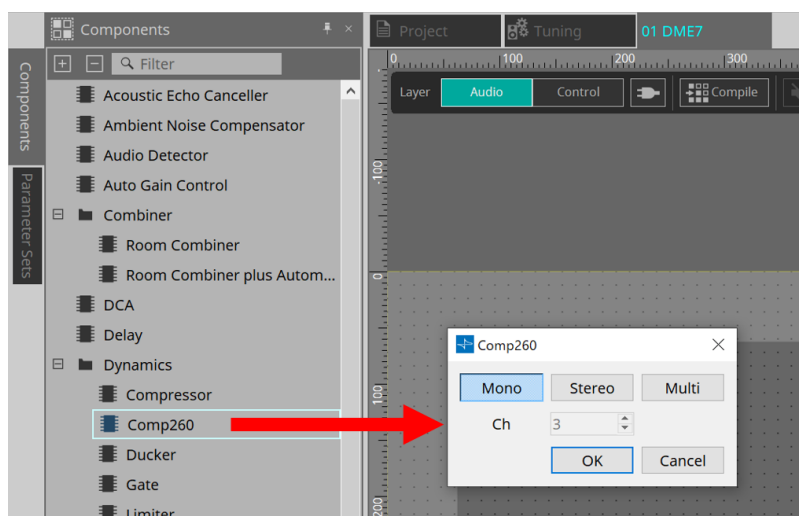 Components
Filter
Acoustic Echo Canceller
Ambient Noise Compensator
Audio Detector
Auto Gain Control
Combiner
Room Combiner
Room Combiner plus Autom...
DCA
Delay
Dynamics
Compressor
Comp260
Ducker
Gate
Limiter
Components
Parameter Sets
Project
Tuning
01 DME7
0 100 200 300
Layer Audio Control Compile
-100
0
100
200
Comp260
Mono Stereo Multi
Ch 3
OK Cancel